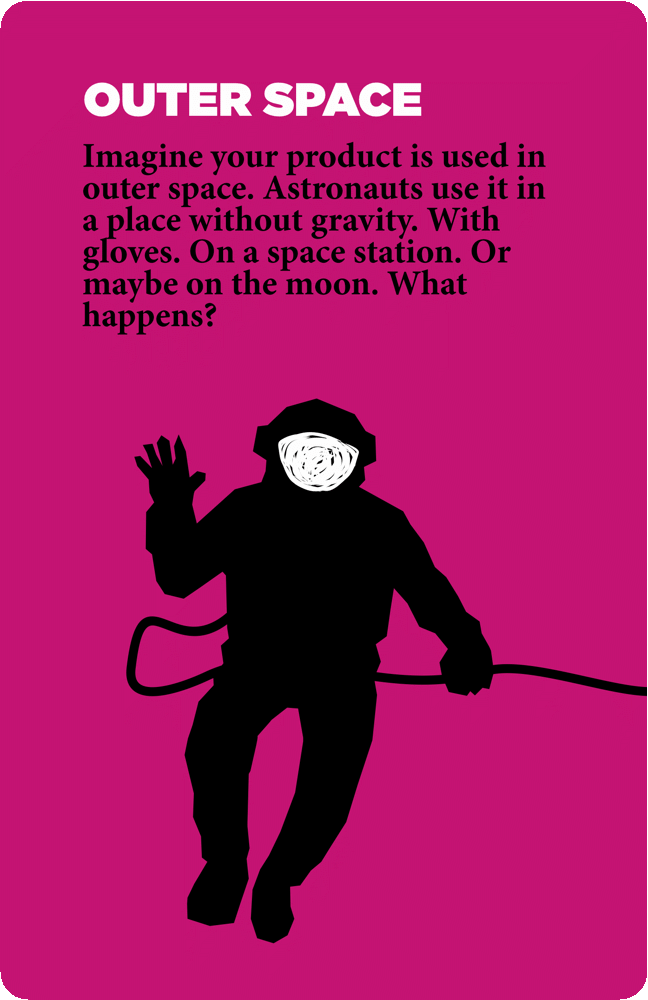 OUTER SPACE
Imagine your product is used in
outer space. Astronauts use it in
a place without gravity. With
gloves. On a space station. Or
maybe on the moon. What
happens?